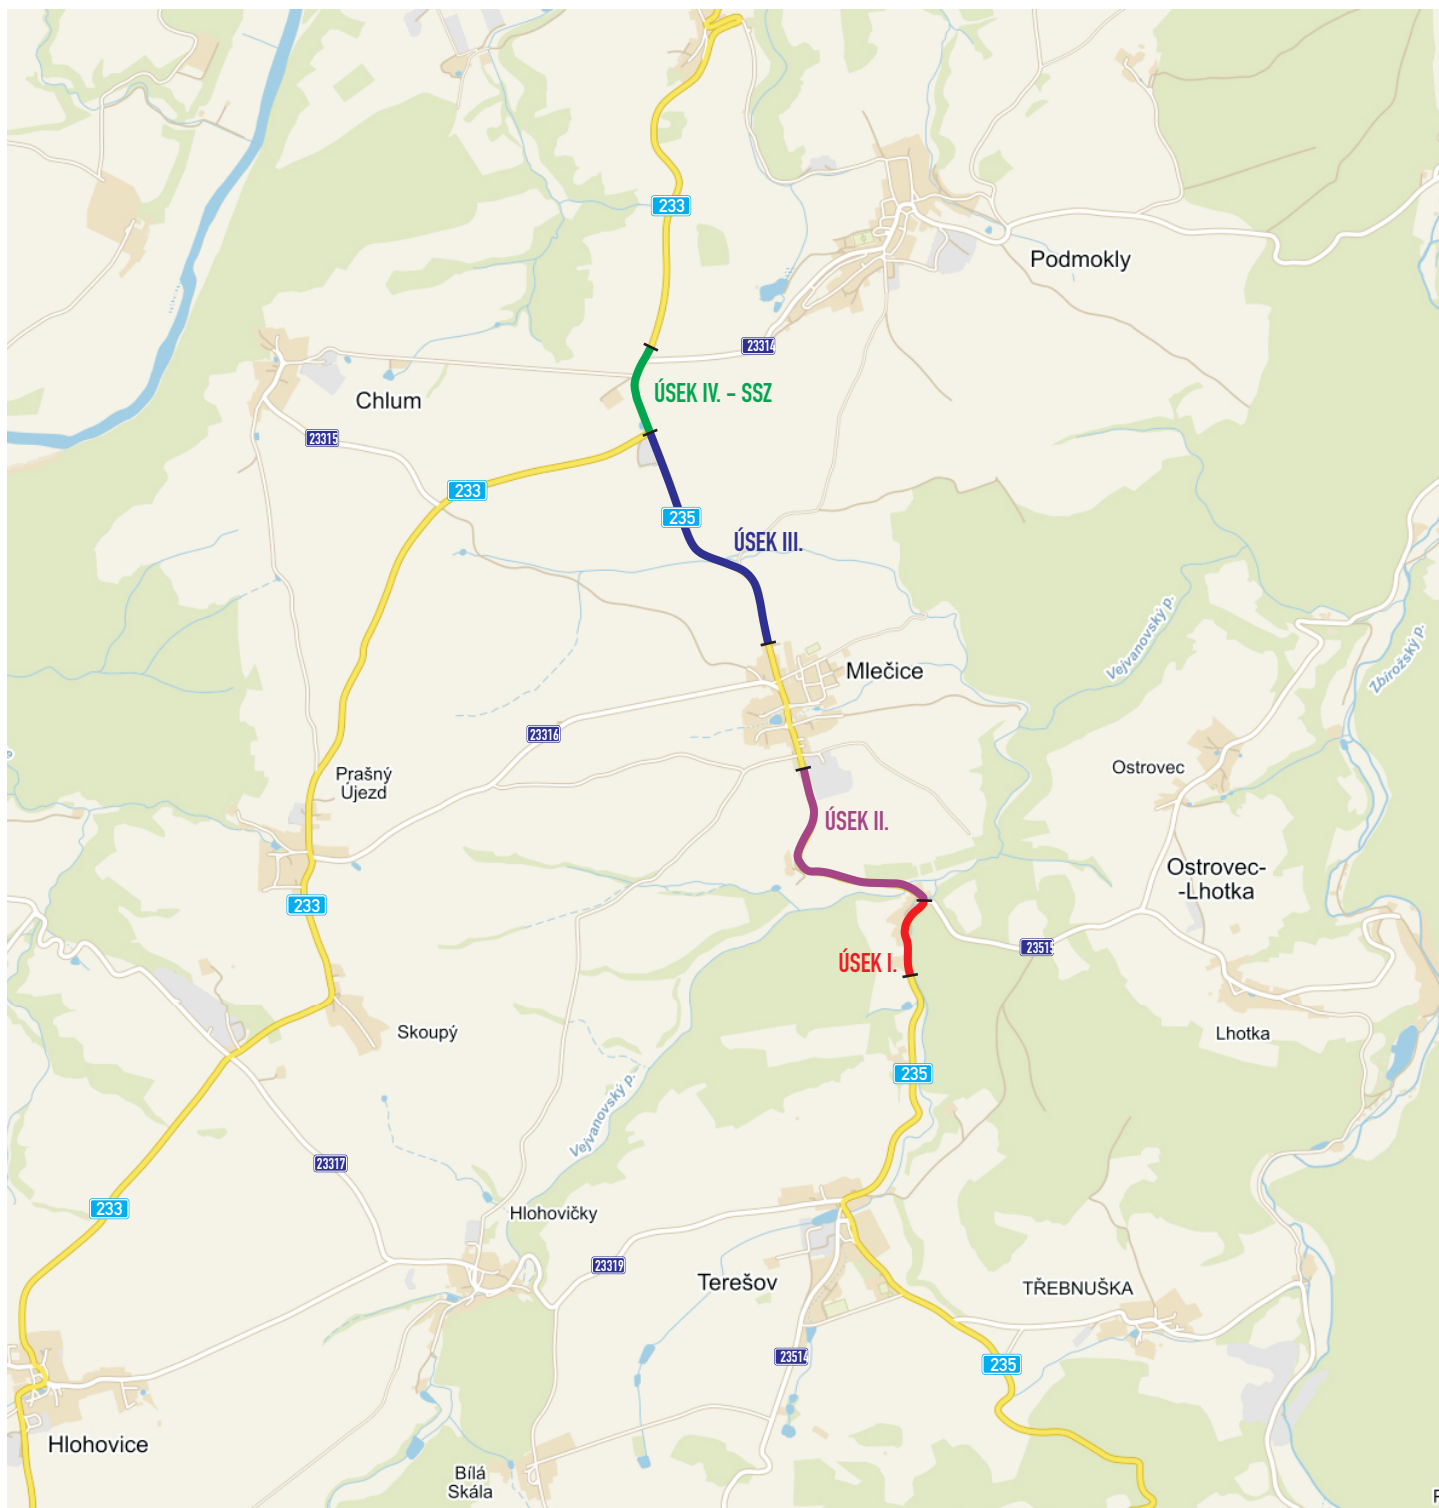 233
Podmokly
23314
ÚSEK IV. - SSZ
Chlum
23315
233
235
ÚSEK III.
Vejvanovský p.
Zbirožský p.
Mlečice
23316
Prašný
Újezd
Ostrovec
ÚSEK II.
Ostrovec-
-Lhotka
233
23515
ÚSEK I.
Skoupý
Lhotka
235
Vejvanovský p.
23317
233
Hlohovičky
23319
Terešov
TŘEBNUŠKA
23514
235
Hlohovice
Bílá
Skála